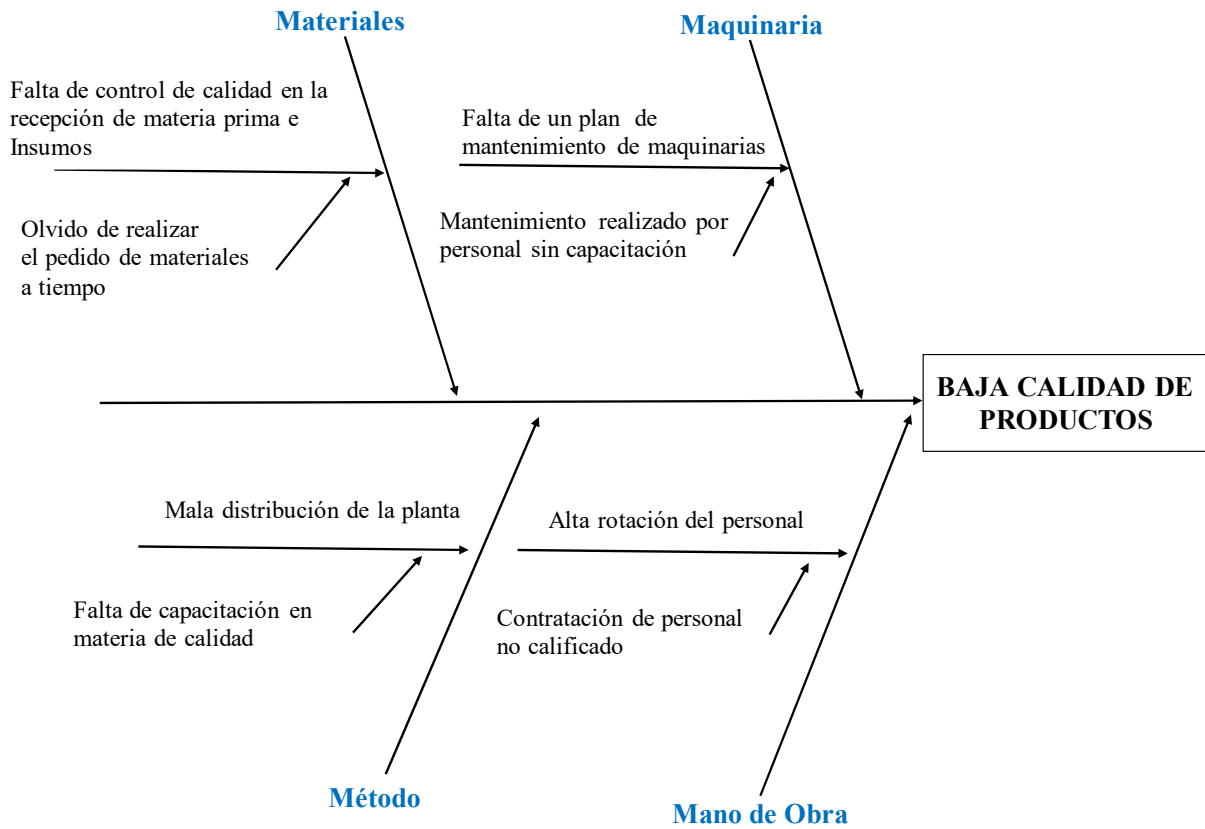 Materiales
Maquinaria
Falta de control de calidad en la
recepción de materia prima e
Insumos
Falta de un plan de
mantenimiento de maquinarias
Olvido de realizar
el pedido de materiales
a tiempo
Mantenimiento realizado por
personal sin capacitación
BAJA CALIDAD DE
PRODUCTOS
Mala distribución de la planta
Alta rotación del personal
Falta de capacitación en
materia de calidad
Contratación de personal
no calificado
Método
Mano de Obra